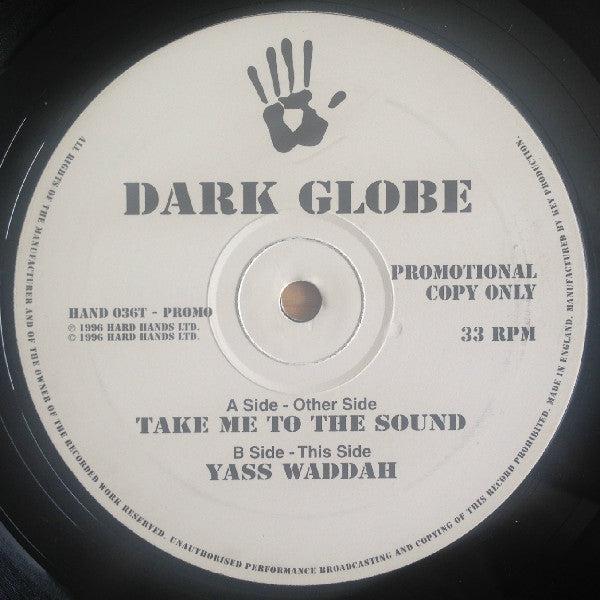 DARK GLOBE
PROMOTIONAL
COPY ONLY
HAND 036T - PROMO
℗ 1996 HARD HANDS LTD.
© 1996 HARD HANDS LTD.
33 RPM
A Side - Other Side
TAKE ME TO THE SOUND
B Side - This Side
YASS WADDAH
ALL RIGHTS OF THE MANUFACTURER AND OF THE OWNER OF THE RECORDED WORK RESERVED. UNAUTHORISED PERFORMANCE BROADCASTING AND COPYING OF THIS RECORD PROHIBITED. MADE IN ENGLAND. MANUFACTURED BY KEY PRODUCTION.